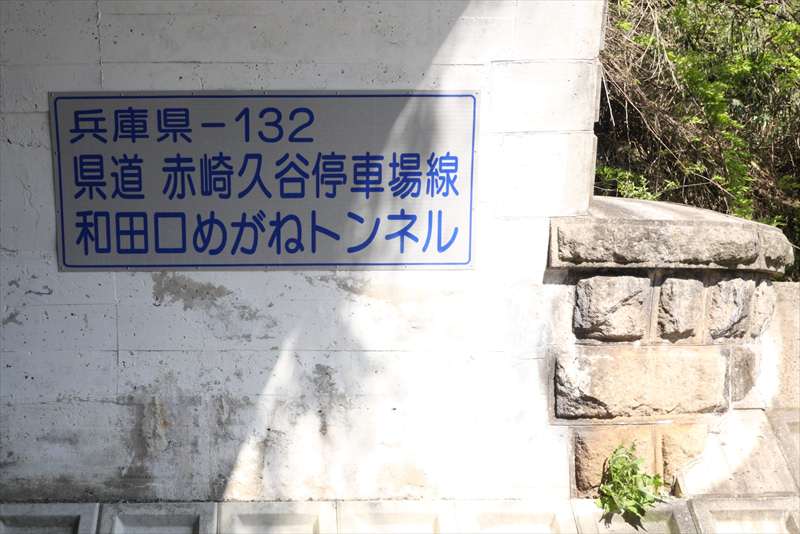 兵庫県－132
県道 赤崎久谷停車場線
和田口めがねトンネル